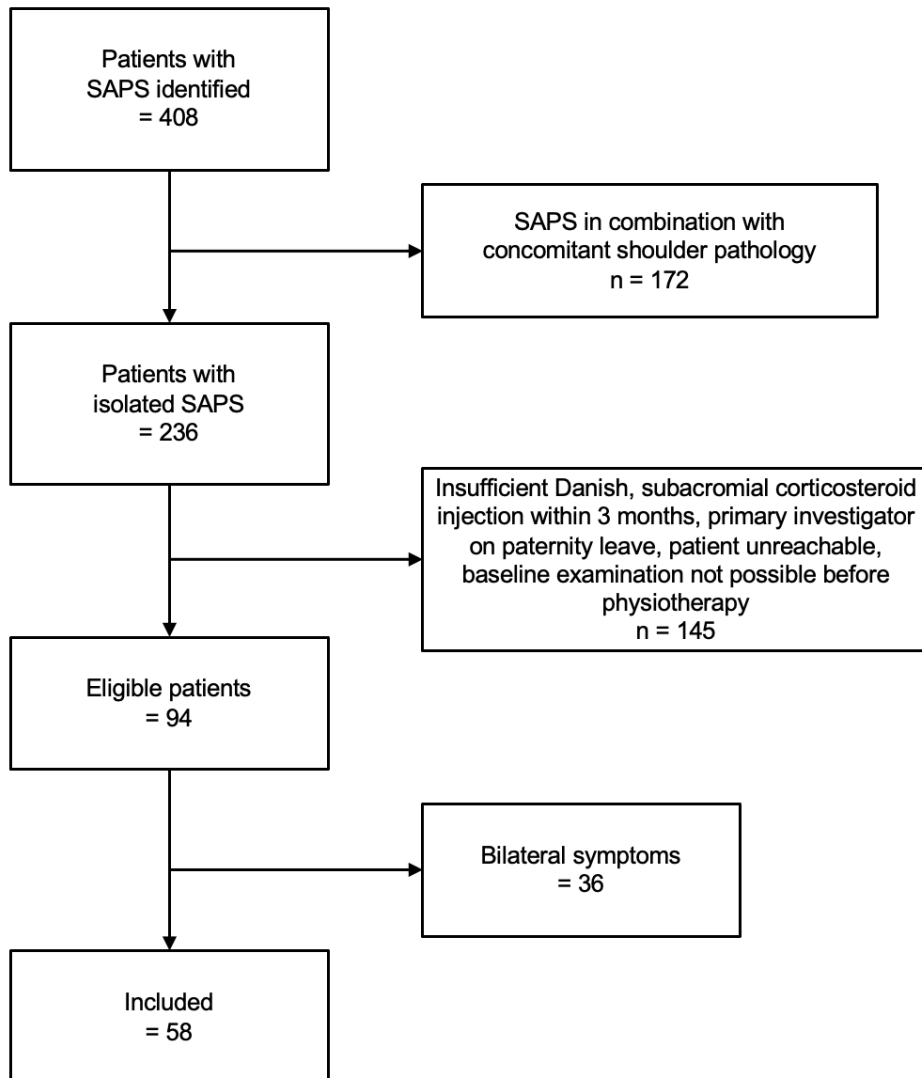 Patients with
SAPS identified
= 408
SAPS in combination with
concomitant shoulder pathology
n = 172
Patients with
isolated SAPS
= 236
Insufficient Danish, subacromial corticosteroid
injection within 3 months, primary investigator
on paternity leave, patient unreachable,
baseline examination not possible before
physiotherapy
n = 145
Eligible patients
= 94
Bilateral symptoms
= 36
Included
= 58